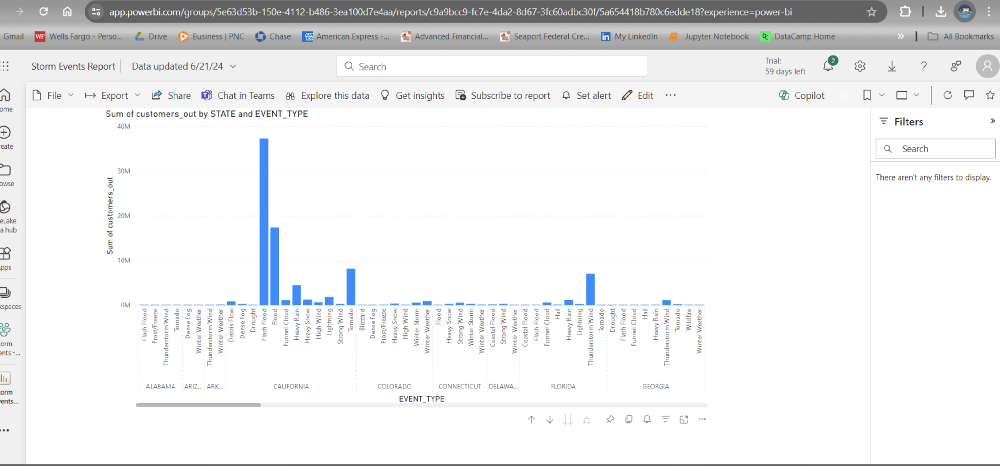 app.powerbi.com/groups/5e63d53b-150e-4112-b486-3ea100d7e4aa/reports/c9a9bcc9-fc7e-4da2-8d67-3fc60adbc30f/5a654418b780c6edde18?experience=power-bi
Gmail WF Wells Fargo - Perso... Drive Business | PNC Chase AM EX American Express -... Advanced Financial... Seaport Federal Cre... in My LinkedIn Jupyter Notebook DC DataCamp Home All Bookmarks
Storm Events Report Data updated 6/21/24 Search Trial: 59 days left 2
File Export Share Chat in Teams Explore this data Get insights Subscribe to report Set alert Edit ... Copilot
ome
reate
owse
eLake
a hub
pps
kspaces
orm
ents -...
orm
ents...
Sum of customers_out by STATE and EVENT_TYPE
Sum of customers_out
40M
30M
20M
10M
0M
Flash Flood
Frost/Freeze
Thunderstorm Wind
Tornado
Dense Fog
Winter Weather
Thunderstorm Wind
Winter Weather
Debris Flow
Dense Fog
Drought
Flash Flood
Flood
Funnel Cloud
Heavy Rain
Heavy Snow
High Wind
Lightning
Strong Wind
Tornado
Blizzard
Dense Fog
Frost/Freeze
Heavy Snow
High Wind
Winter Storm
Winter Weather
Flood
Heavy Snow
Strong Wind
Winter Storm
Winter Weather
Coastal Flood
Strong Wind
Winter Weather
Coastal Flood
Flash Flood
Funnel Cloud
Hail
Heavy Rain
Lightning
Thunderstorm Wind
Tornado
Drought
Flash Flood
Funnel Cloud
Hail
Heavy Rain
Thunderstorm Wind
Tornado
Wildfire
Winter Weather
ALABAMA ARIZ... ARK... CALIFORNIA COLORADO CONNECTICUT DELAWA... FLORIDA GEORGIA
EVENT_TYPE
Filters
Search
There aren't any filters to display.